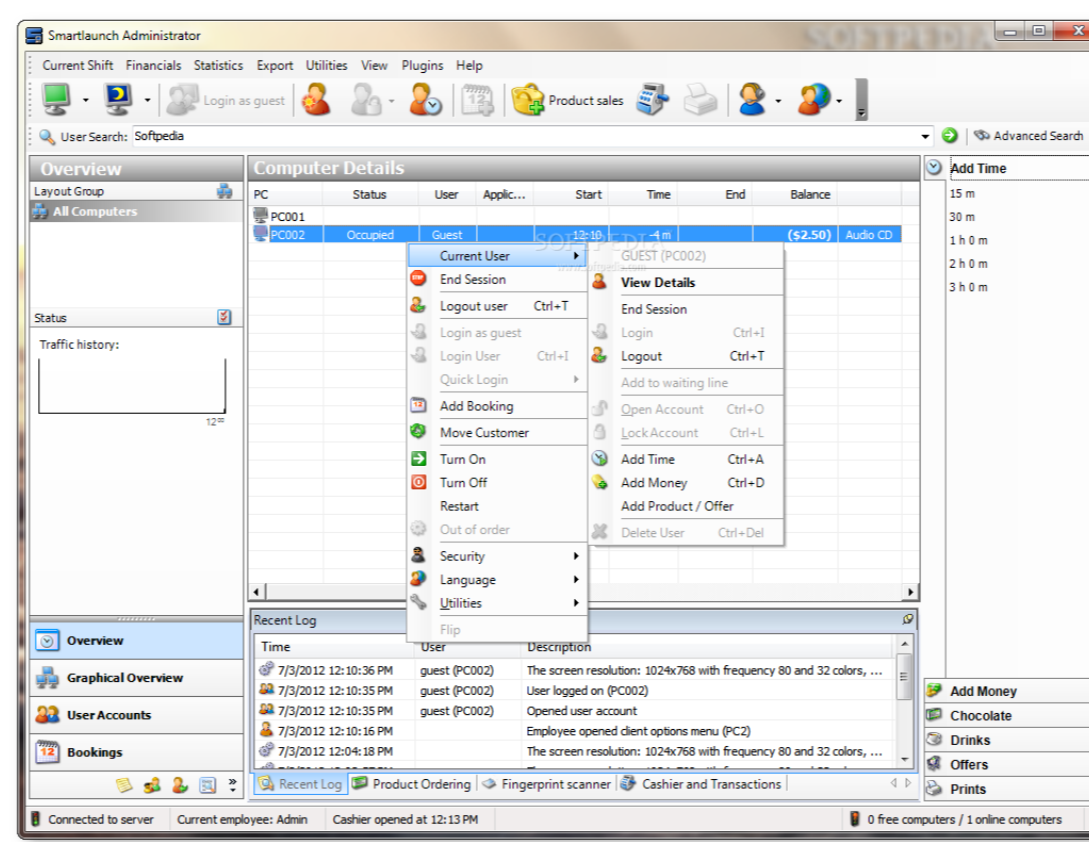 Smartlaunch Administrator
SOFTPEDIA
Current Shift Financials Statistics Export Utilities View Plugins Help
Login as guest Product sales
User Search: Softpedia Advanced Search
Overview
Layout Group
All Computers
Status
Traffic history:
12:00
Computer Details
PC Status User Applic... Start Time End Balance
PC001
PC002 Occupied Guest 12:10 -4 m ($2.50) Audio CD
SOFTPEDIA
www.softpedia.com
Current User
End Session
Logout user Ctrl+T
Login as guest
Login User Ctrl+I
Quick Login
Add Booking
Move Customer
Turn On
Turn Off
Restart
Out of order
Security
Language
Utilities
Flip
GUEST (PC002)
View Details
End Session
Login Ctrl+I
Logout Ctrl+T
Add to waiting line
Open Account Ctrl+O
Lock Account Ctrl+L
Add Time Ctrl+A
Add Money Ctrl+D
Add Product / Offer
Delete User Ctrl+Del
Add Time
15 m
30 m
1 h 0 m
2 h 0 m
3 h 0 m
Overview
Graphical Overview
User Accounts
12 Bookings
Recent Log
Time User Description
7/3/2012 12:10:36 PM guest (PC002) The screen resolution: 1024x768 with frequency 80 and 32 colors, ...
7/3/2012 12:10:35 PM guest (PC002) User logged on (PC002)
7/3/2012 12:10:35 PM guest (PC002) Opened user account
7/3/2012 12:10:16 PM Employee opened client options menu (PC2)
7/3/2012 12:04:18 PM The screen resolution: 1024x768 with frequency 80 and 32 colors, ...
Recent Log Product Ordering Fingerprint scanner Cashier and Transactions
Add Money
Chocolate
Drinks
Offers
Prints
Connected to server Current employee: Admin Cashier opened at 12:13 PM 0 free computers / 1 online computers